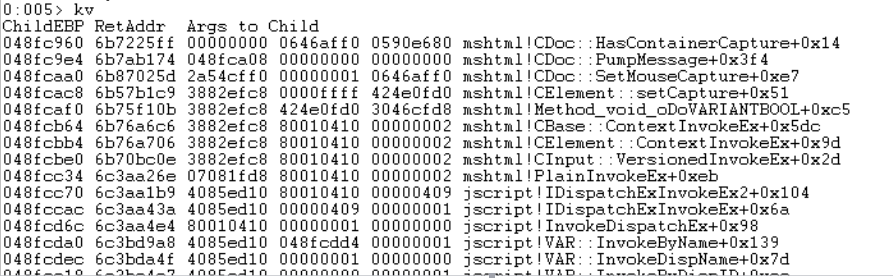 0:005> kv
ChildEBP RetAddr  Args to Child
048fc960 6b7225ff 00000000 0646aff0 0590e680 mshtml!CDoc::HasContainerCapture+0x14
048fc9e4 6b7ab174 048fca08 00000000 00000000 mshtml!CDoc::PumpMessage+0x3f4
048fcaa0 6b87025d 2a54cff0 00000001 0646aff0 mshtml!CDoc::SetMouseCapture+0xe7
048fcac8 6b57b1c9 3882efc8 0000ffff 424e0fd0 mshtml!CElement::setCapture+0x51
048fcaf0 6b75f10b 3882efc8 424e0fd0 3046cfd8 mshtml!Method_void_oDoVARIANTBOOL+0xc5
048fcb64 6b76a6c6 3882efc8 80010410 00000002 mshtml!CBase::ContextInvokeEx+0x5dc
048fcbb4 6b76a706 3882efc8 80010410 00000002 mshtml!CElement::ContextInvokeEx+0x9d
048fcbe0 6b70bc0e 3882efc8 80010410 00000002 mshtml!CInput::VersionedInvokeEx+0x2d
048fcc34 6c3aa26e 07081fd8 80010410 00000002 mshtml!PlainInvokeEx+0xeb
048fcc70 6c3aa1b9 4085ed10 80010410 00000409 jscript!IDispatchExInvokeEx2+0x104
048fccac 6c3aa43a 4085ed10 00000409 00000001 jscript!IDispatchExInvokeEx+0x6a
048fcd6c 6c3aa4e4 80010410 00000001 00000000 jscript!InvokeDispatchEx+0x98
048fcda0 6c3bd9a8 4085ed10 048fcdd4 00000001 jscript!VAR::InvokeByName+0x139
048fcdec 6c3bda4f 4085ed10 00000001 00000000 jscript!VAR::InvokeDispName+0x7d